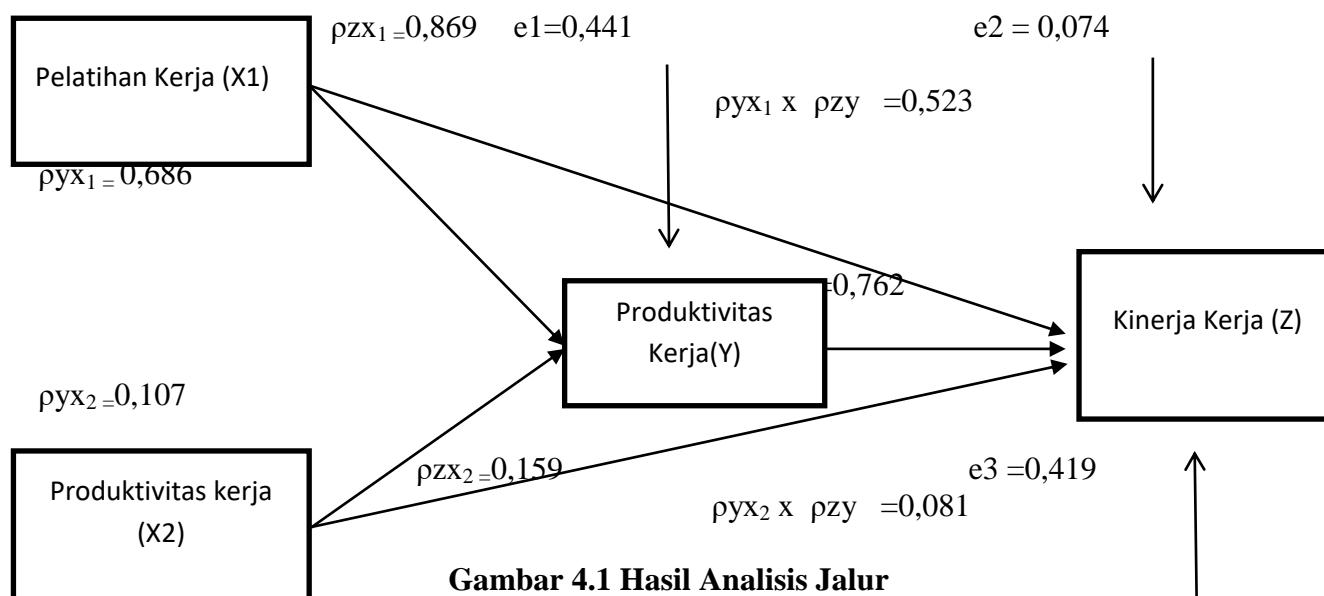 ρzx₁ =0,869 e1=0,441 e2 = 0,074
Pelatihan Kerja (X1)
ρyx₁ x ρzy =0,523
ρyx₁ = 0,686
=0,762
Produktivitas
Kerja(Y)
Kinerja Kerja (Z)
ρyx₂ =0,107
ρzx₂ =0,159 e3 =0,419
Produktivitas kerja
(X2)
ρyx₂ x ρzy =0,081
Gambar 4.1 Hasil Analisis Jalur